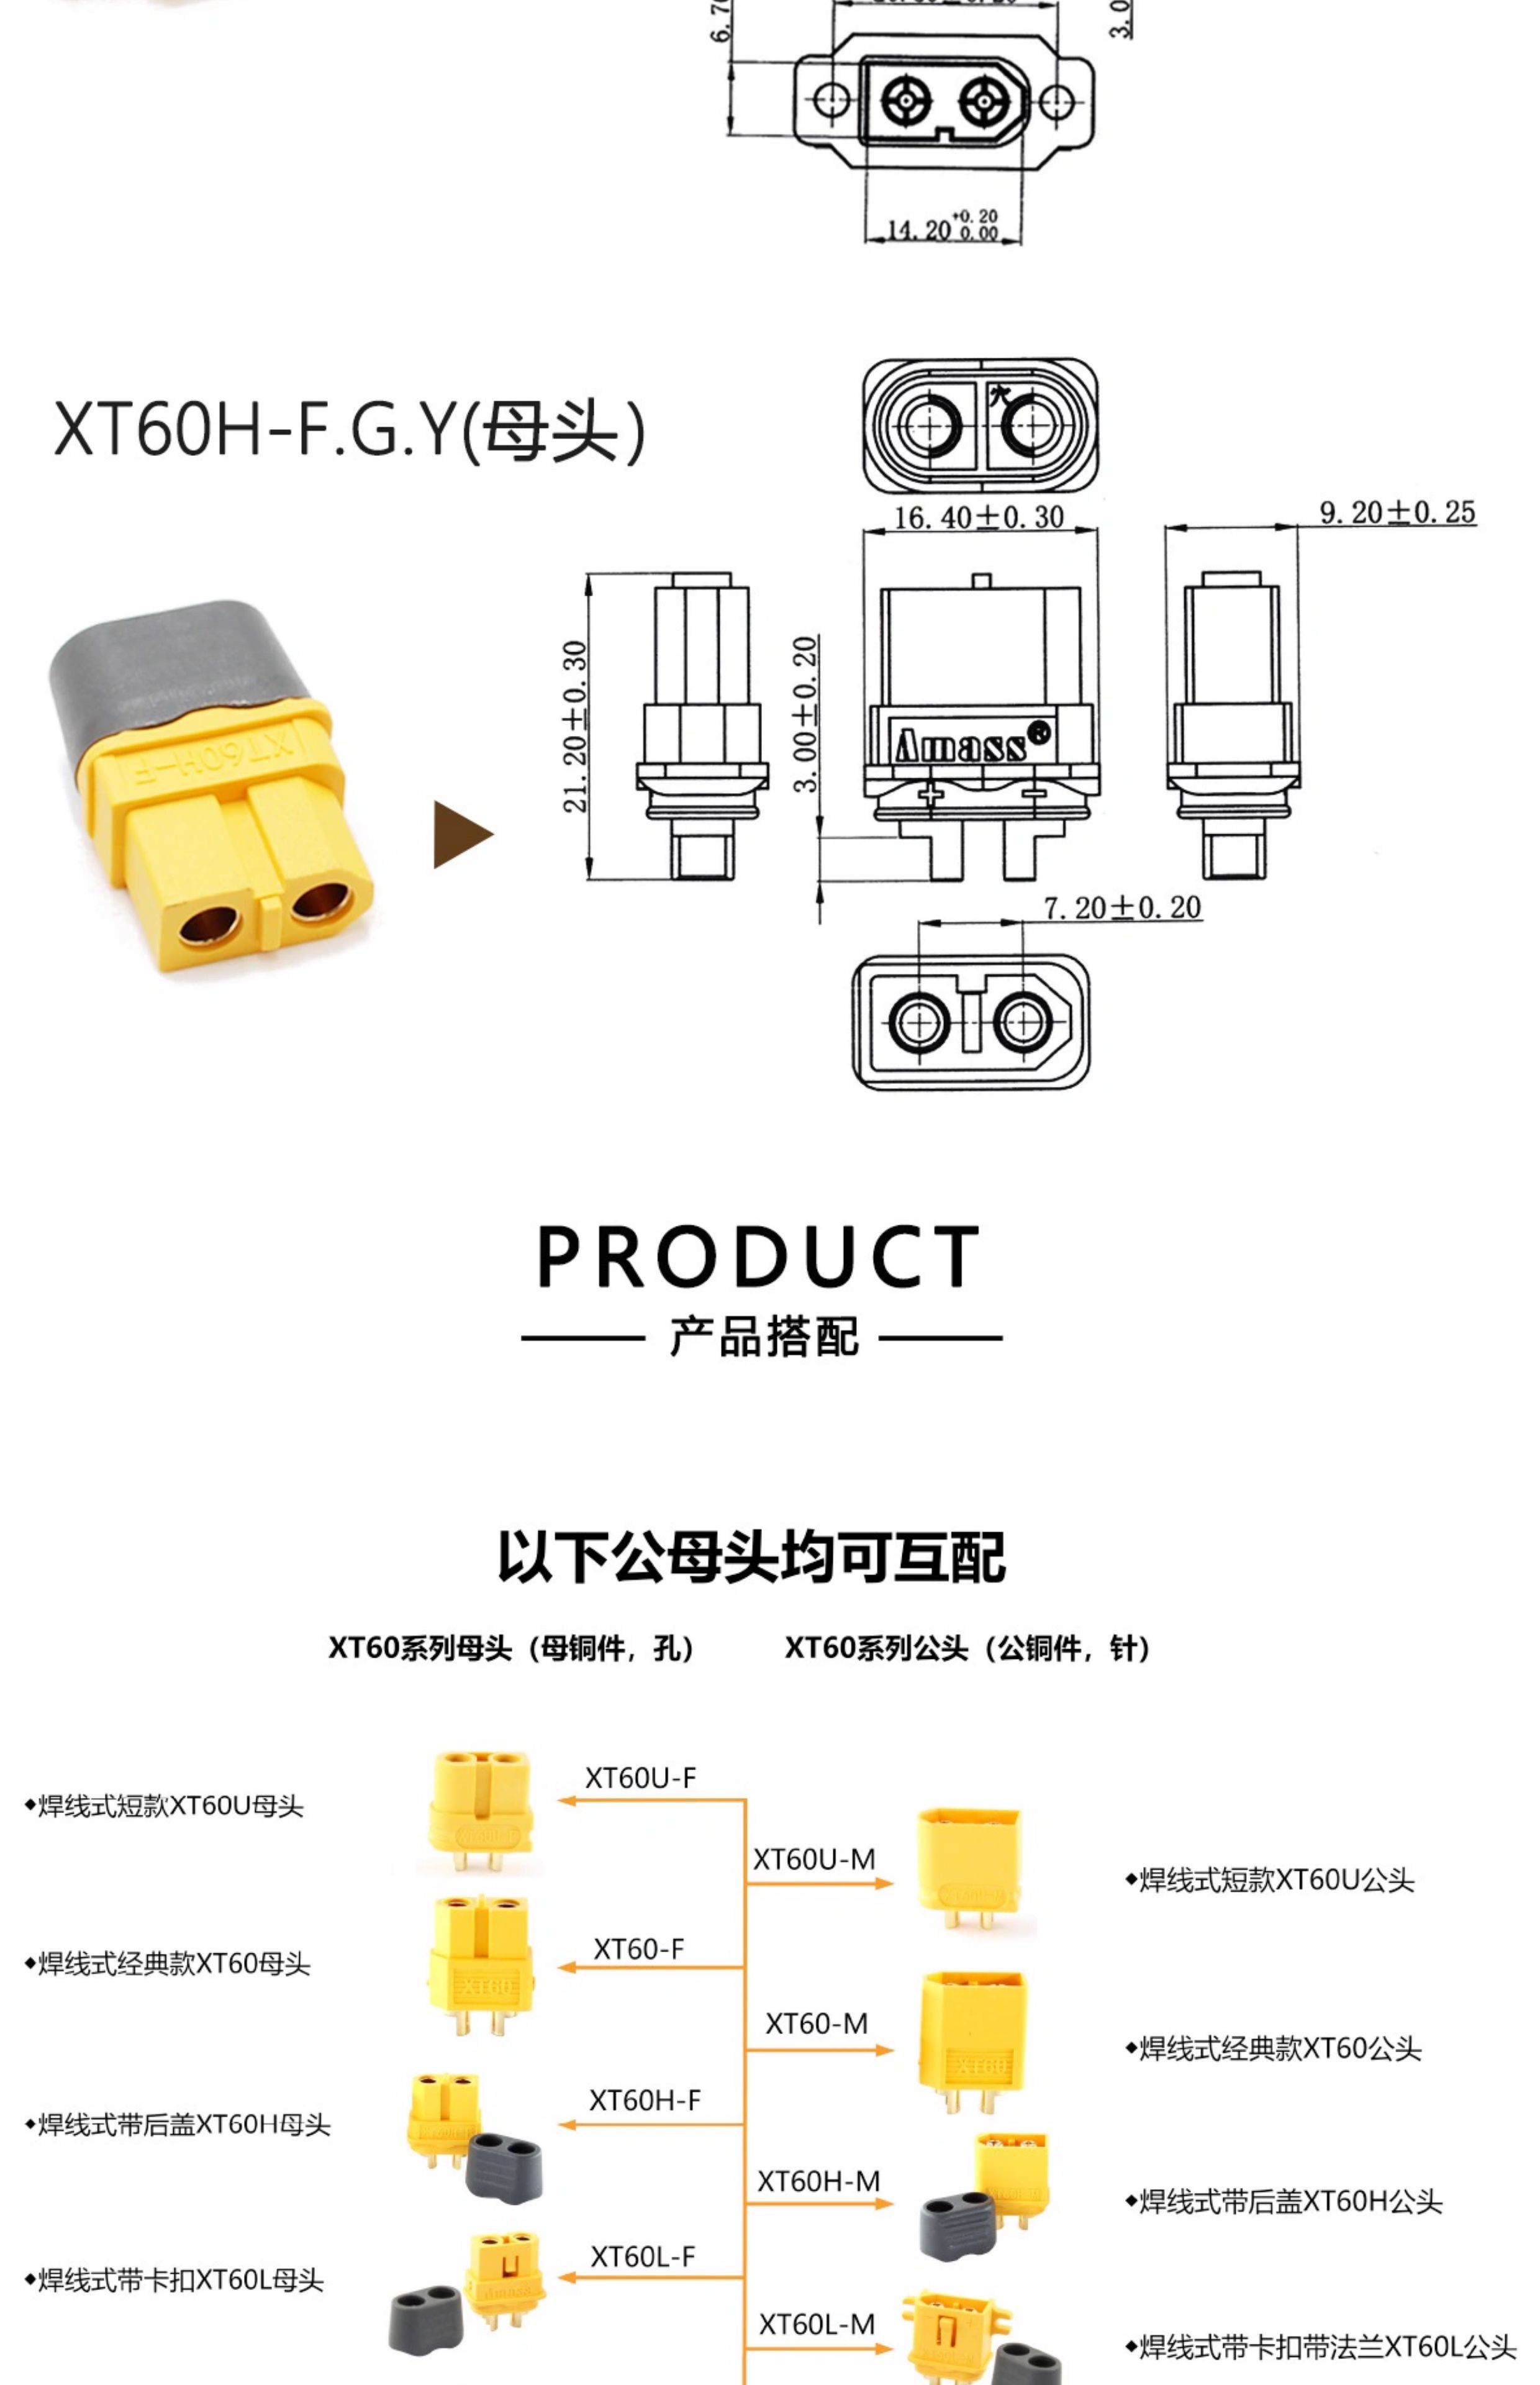 14.20 +0.20 0.00
XT60H-F.G.Y(母头)
穴
16.40±0.30
9.20±0.25
21.20±0.30
3.00±0.20
Amass®
+ −
XT60H-F
7.20±0.20
PRODUCT
产品搭配
以下公母头均可互配
XT60系列母头（母铜件，孔） XT60系列公头（公铜件，针）
XT60U-F
◆焊线式短款XT60U母头
XT60U-M
◆焊线式短款XT60U公头
XT60-F
◆焊线式经典款XT60母头
XT60
XT60-M
◆焊线式经典款XT60公头
XT60
XT60H-F
◆焊线式带后盖XT60H母头
XT60H-M
◆焊线式带后盖XT60H公头
XT60L-F
◆焊线式带卡扣XT60L母头
Amass
XT60L-M
◆焊线式带卡扣带法兰XT60L公头